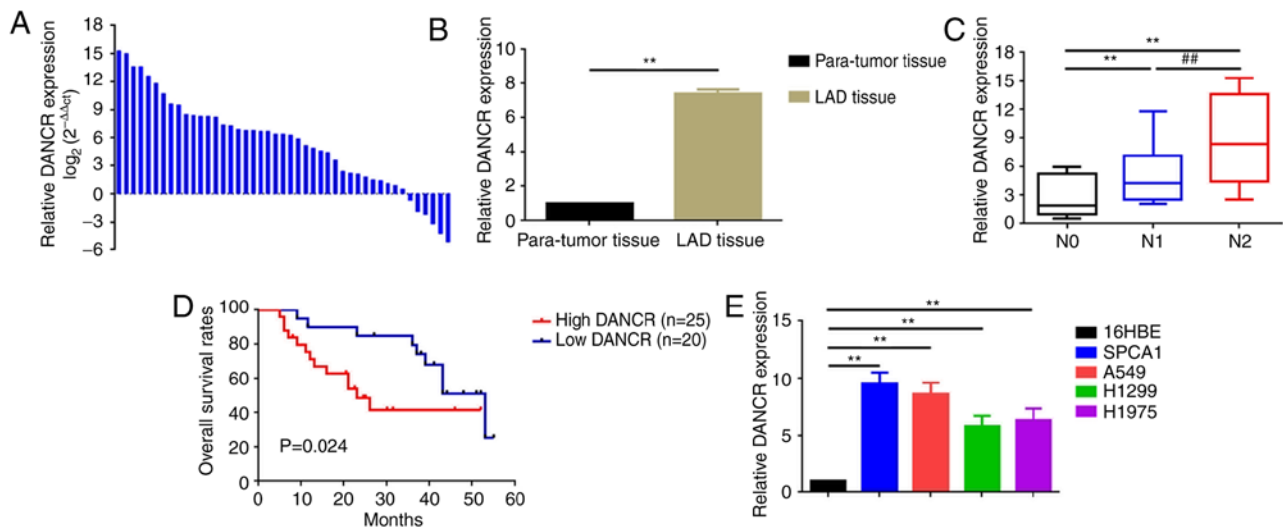 A
Relative DANCR expression
log2 (2−ΔΔct)
18
15
12
9
6
3
0
−3
−6
B
Relative DANCR expression
10
8
6
4
2
0
**
Para-tumor tissue
LAD tissue
Para-tumor tissue
LAD tissue
C
Relative DANCR expression
18
15
12
9
6
3
0
**
**
##
N0
N1
N2
D
Overall survival rates
100
80
60
40
20
0
P=0.024
0
10
20
30
40
50
60
Months
High DANCR (n=25)
Low DANCR (n=20)
E
Relative DANCR expression
15
10
5
0
**
**
**
**
16HBE
SPCA1
A549
H1299
H1975